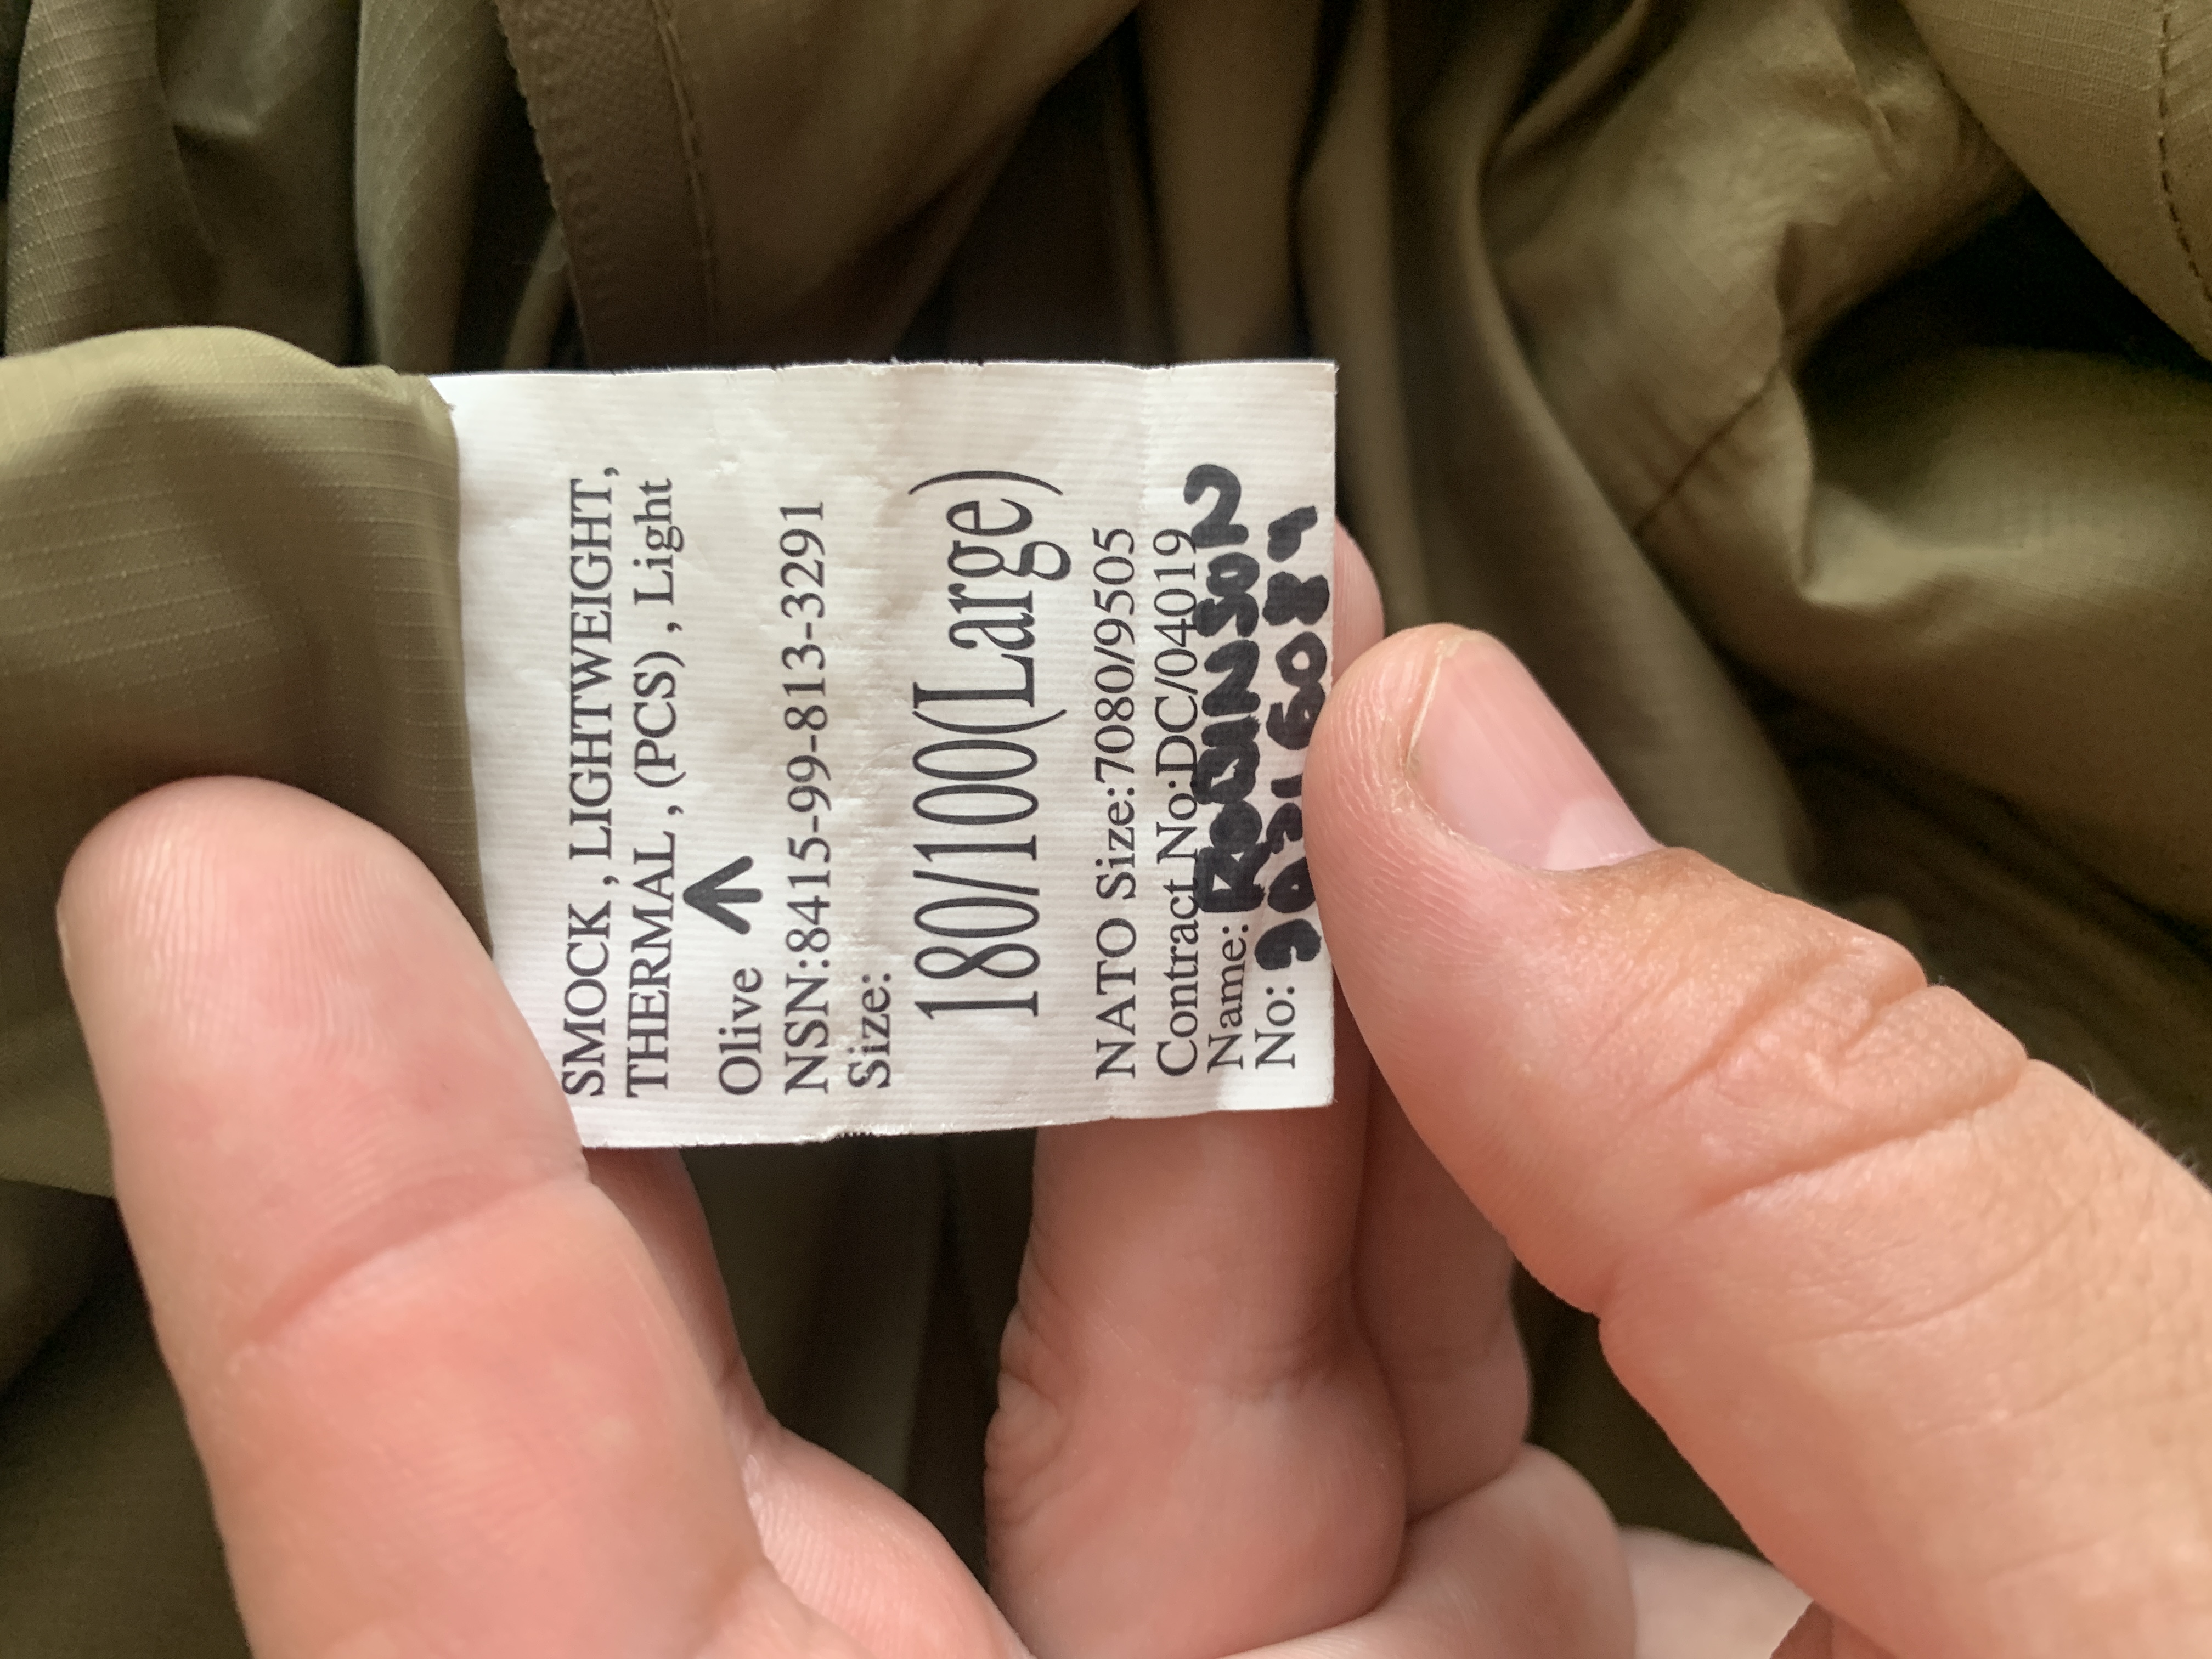 SMOCK , LIGHTWEIGHT,
THERMAL , (PCS) , Light
Olive
NSN:8415-99-813-3291
Size:
180/100(Large)
NATO Size:7080/9505
Contract No:DC/04019
Name: ROBINSON
No: